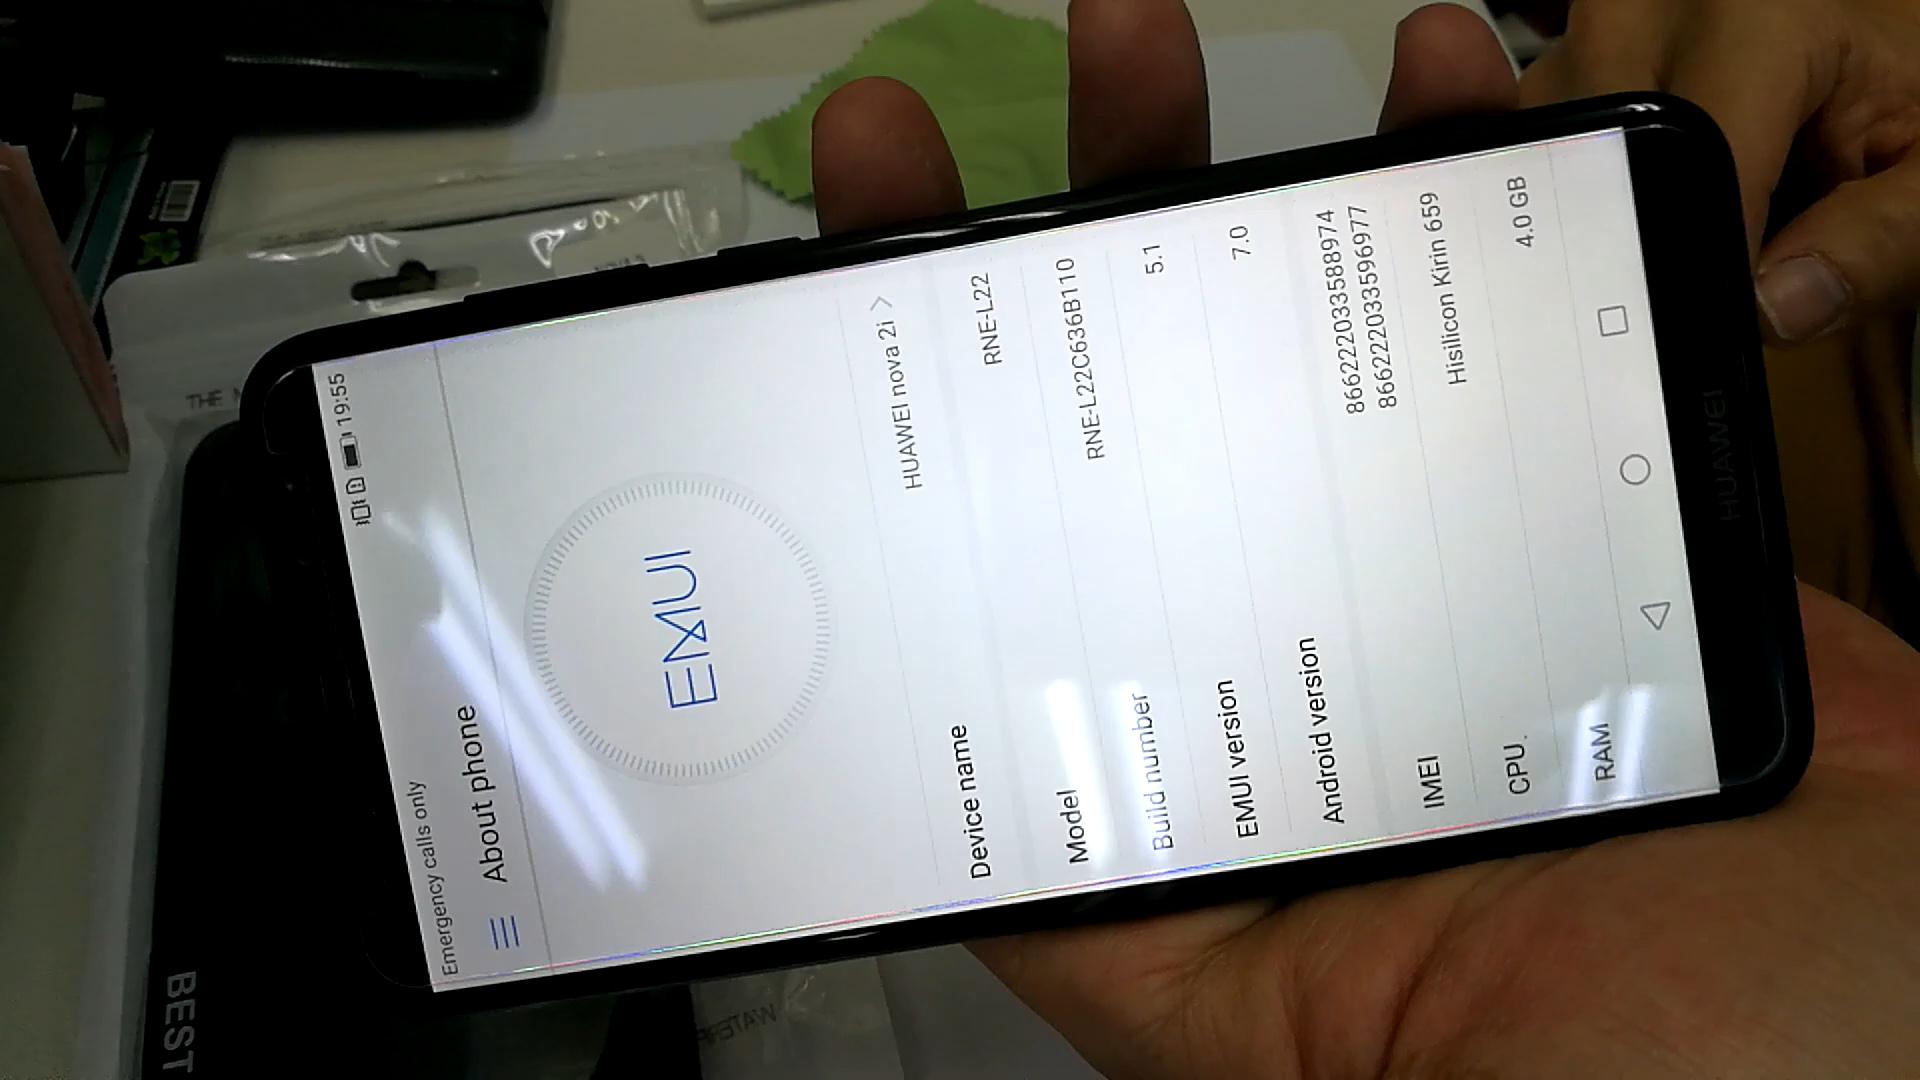 19:55
Emergency calls only
About phone
EMUI
Device name HUAWEI nova 2i
Model RNE-L22
Build number RNE-L22C636B110
EMUI version 5.1
Android version 7.0
IMEI 866222033588974
866222033596977
CPU Hisilicon Kirin 659
RAM 4.0 GB
HUAWEI
BEST
THE